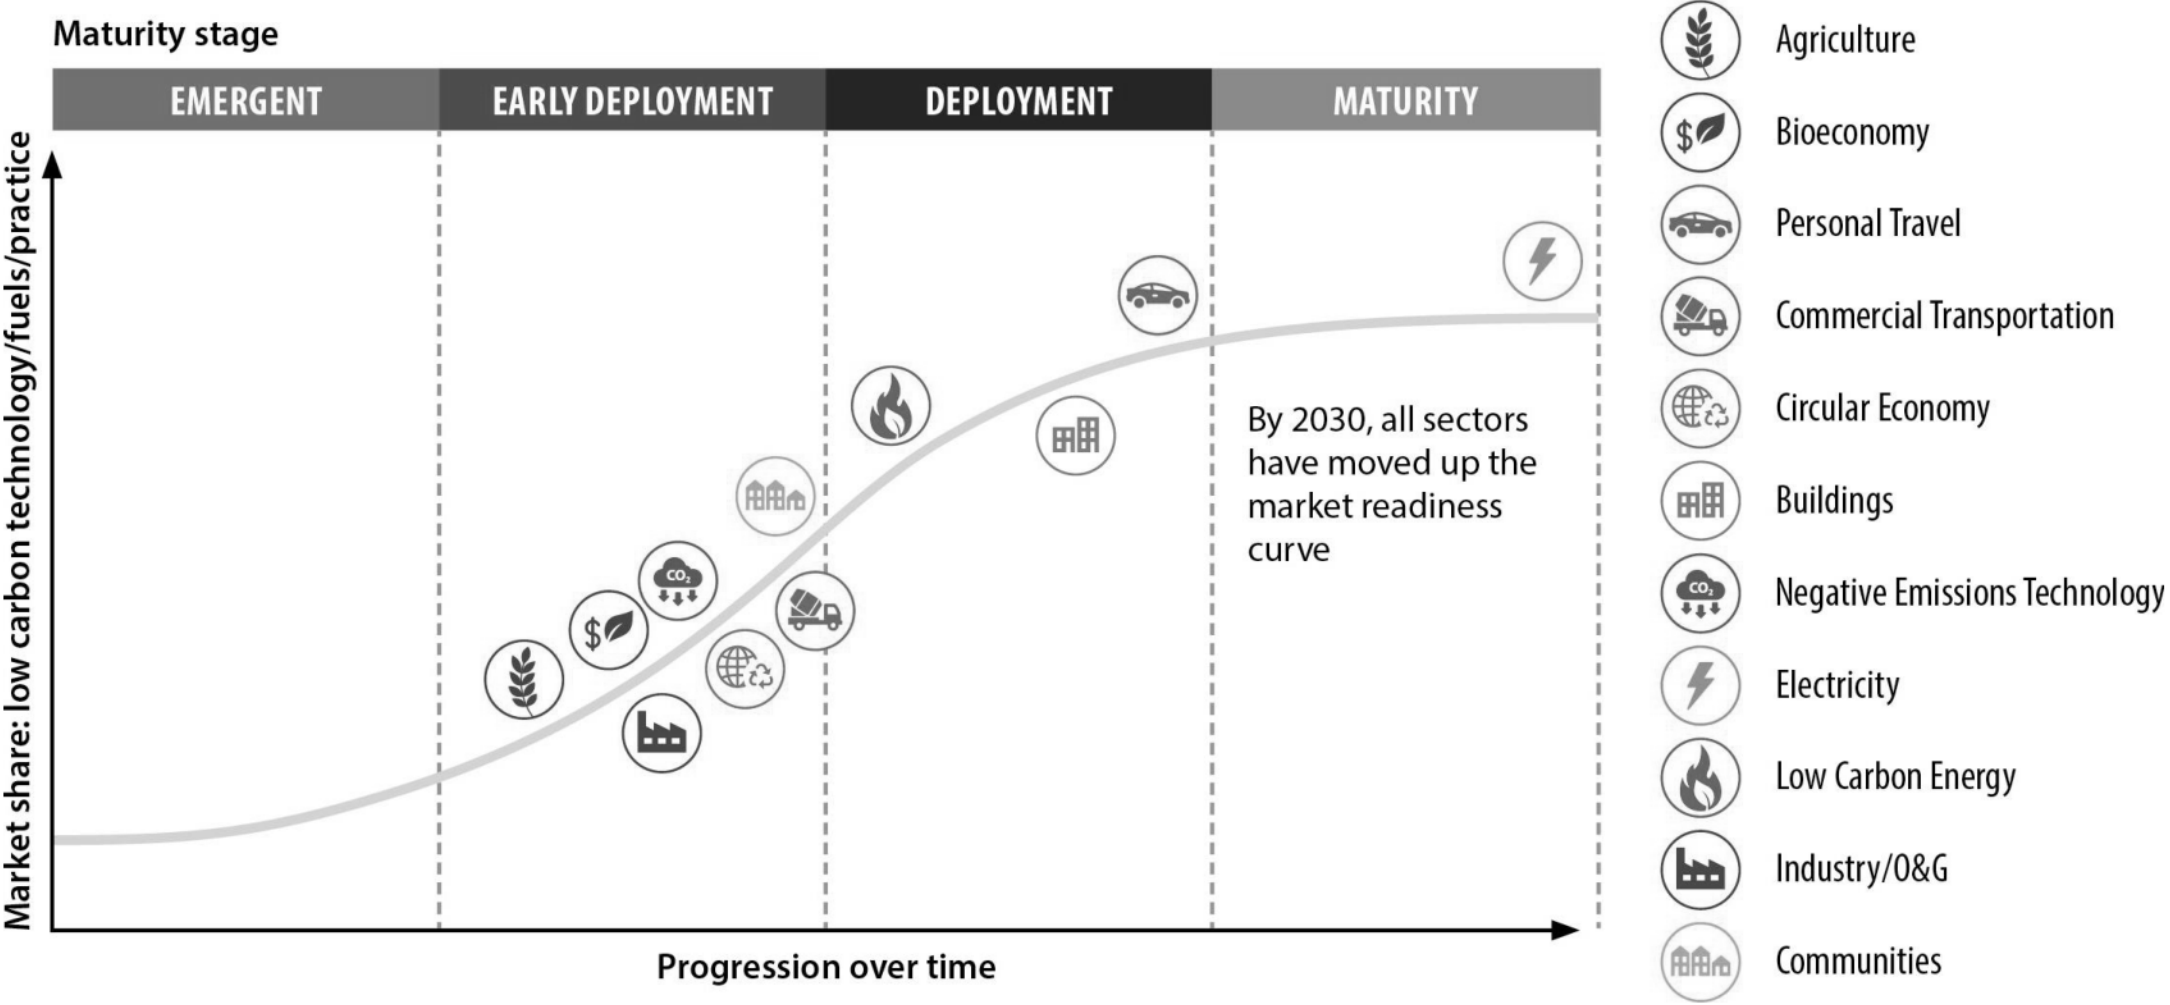 Maturity stage
EMERGENT
EARLY DEPLOYMENT
DEPLOYMENT
MATURITY
Market share: low carbon technology/fuels/practice
$
CO₂
By 2030, all sectors
have moved up the
market readiness
curve
Progression over time
Agriculture
$ Bioeconomy
Personal Travel
Commercial Transportation
Circular Economy
Buildings
CO₂ Negative Emissions Technology
Electricity
Low Carbon Energy
Industry/O&G
Communities